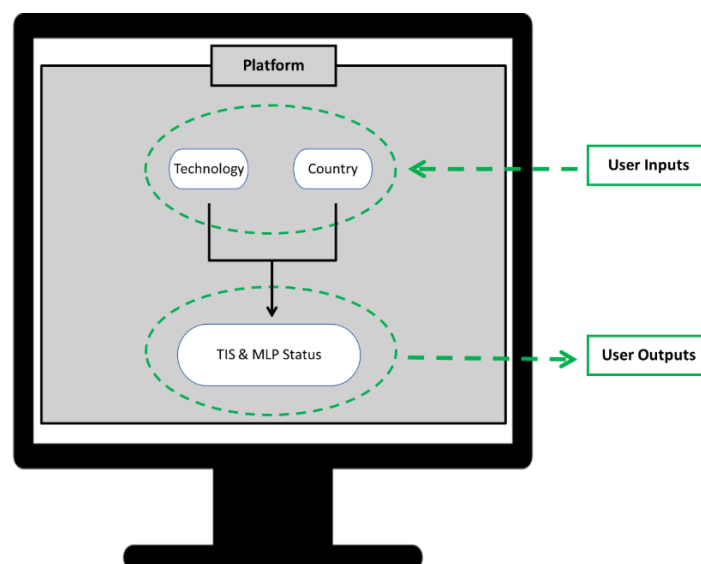 Platform
Technology
Country
User Inputs
TIS & MLP Status
User Outputs